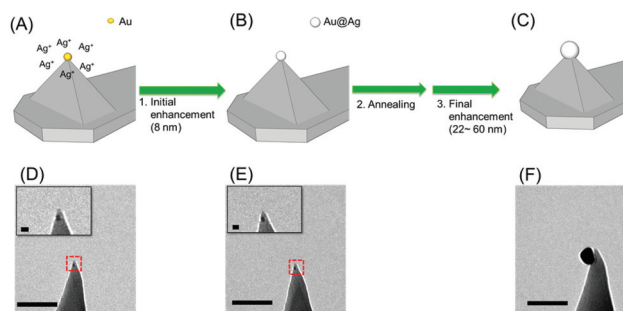 (A)
Au
(B)
Au@Ag
(C)
Ag⁺
Ag⁺
Ag⁺
Ag⁺
Ag⁺
Ag⁺
1. Initial
enhancement
(8 nm)
2. Annealing
3. Final
enhancement
(22~ 60 nm)
(D)
(E)
(F)